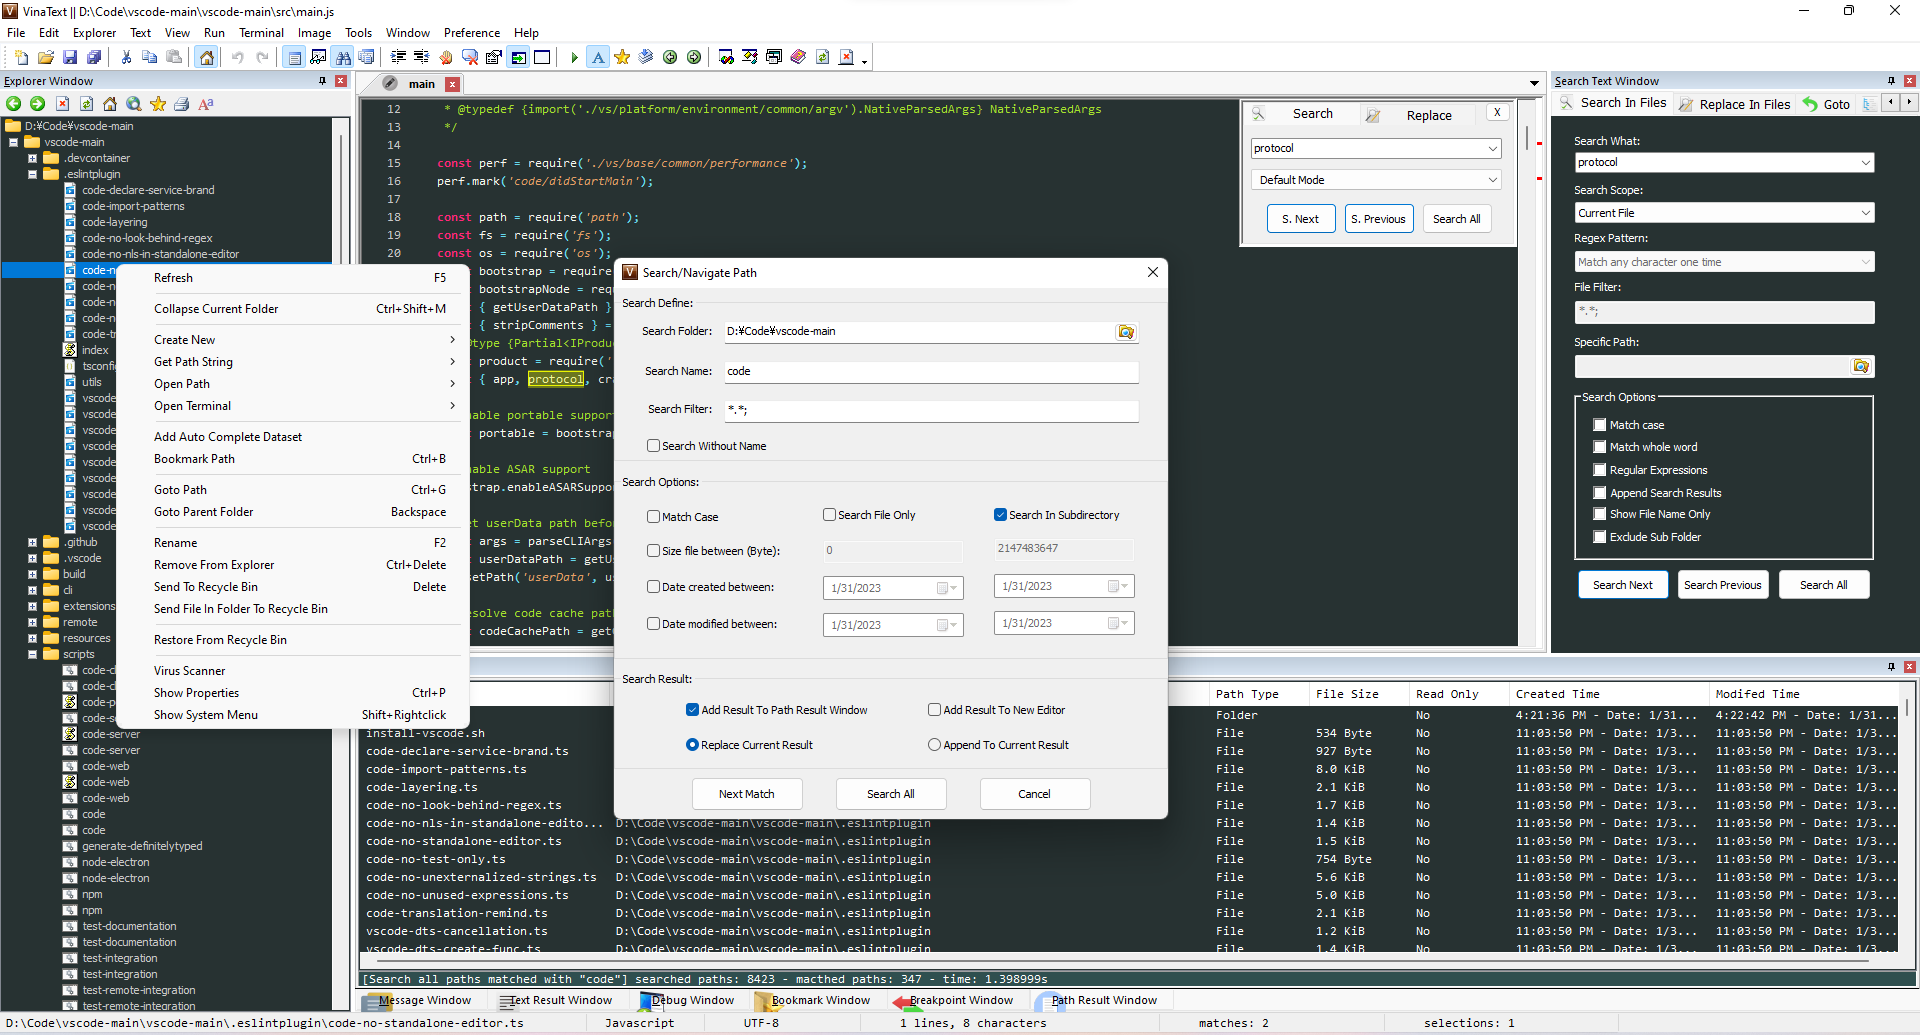 VinaText || D:\Code\vscode-main\vscode-main\src\main.js
File Edit Explorer Text View Run Terminal Image Tools Window Preference Help
Explorer Window
D:¥Code¥vscode-main
vscode-main
.devcontainer
.eslintplugin
code-declare-service-brand
code-import-patterns
code-layering
code-no-look-behind-regex
code-no-nls-in-standalone-editor
code-no
code-n
code-n
code-n
code-tr
index
tsconfi
utils
vscode
vscode
vscode
vscode
vscode
vscode
vscode
vscode
vscode
.github
.vscode
build
cli
extensions
remote
resources
scripts
code-cl
code-cl
code-p
code-s
code-server
code-server
code-web
code-web
code-web
code
code
generate-definitelytyped
node-electron
node-electron
npm
npm
test-documentation
test-documentation
test-integration
test-integration
test-remote-integration
test-remote-integration
Refresh F5
Collapse Current Folder Ctrl+Shift+M
Create New
Get Path String
Open Path
Open Terminal
Add Auto Complete Dataset
Bookmark Path Ctrl+B
Goto Path Ctrl+G
Goto Parent Folder Backspace
Rename F2
Remove From Explorer Ctrl+Delete
Send To Recycle Bin Delete
Send File In Folder To Recycle Bin
Restore From Recycle Bin
Virus Scanner
Show Properties Ctrl+P
Show System Menu Shift+Rightclick
main
12 * @typedef {import('./vs/platform/environment/common/argv').NativeParsedArgs} NativeParsedArgs
13 */
14
15 const perf = require('./vs/base/common/performance');
16 perf.mark('code/didStartMain');
17
18 const path = require('path');
19 const fs = require('fs');
20 const os = require('os');
bootstrap = require
bootstrapNode = requ
{ getUserDataPath }
{ stripComments } =
type {Partial<IProdu
product = require('
{ app, protocol, cra
able portable suppor
portable = bootstrap
able ASAR support
strap.enableASARSuppor
t userData path befor
args = parseCLIArgs
userDataPath = getU
setPath('userData', us
esolve code cache pat
codeCachePath = getC
Search Replace X
protocol
Default Mode
S. Next S. Previous Search All
Search/Navigate Path
Search Define:
Search Folder: D:¥Code¥vscode-main
Search Name: code
Search Filter: *.*;
Search Without Name
Search Options:
Match Case Search File Only Search In Subdirectory
Size file between (Byte): 0 2147483647
Date created between: 1/31/2023 1/31/2023
Date modified between: 1/31/2023 1/31/2023
Search Result:
Add Result To Path Result Window Add Result To New Editor
Replace Current Result Append To Current Result
Next Match Search All Cancel
Search Text Window
Search In Files Replace In Files Goto
Search What:
protocol
Search Scope:
Current File
Regex Pattern:
Match any character one time
File Filter:
*.*;
Specific Path:
Search Options
Match case
Match whole word
Regular Expressions
Append Search Results
Show File Name Only
Exclude Sub Folder
Search Next Search Previous Search All
Path Type File Size Read Only Created Time Modifed Time
Folder No 4:21:36 PM - Date: 1/31... 4:22:42 PM - Date: 1/31...
install-vscode.sh File 534 Byte No 11:03:50 PM - Date: 1/3... 11:03:50 PM - Date: 1/3...
code-declare-service-brand.ts File 927 Byte No 11:03:50 PM - Date: 1/3... 11:03:50 PM - Date: 1/3...
code-import-patterns.ts File 8.0 KiB No 11:03:50 PM - Date: 1/3... 11:03:50 PM - Date: 1/3...
code-layering.ts File 2.1 KiB No 11:03:50 PM - Date: 1/3... 11:03:50 PM - Date: 1/3...
code-no-look-behind-regex.ts File 1.7 KiB No 11:03:50 PM - Date: 1/3... 11:03:50 PM - Date: 1/3...
code-no-nls-in-standalone-edito... D:\Code\vscode-main\vscode-main\.eslintplugin File 1.4 KiB No 11:03:50 PM - Date: 1/3... 11:03:50 PM - Date: 1/3...
code-no-standalone-editor.ts D:\Code\vscode-main\vscode-main\.eslintplugin File 1.5 KiB No 11:03:50 PM - Date: 1/3... 11:03:50 PM - Date: 1/3...
code-no-test-only.ts D:\Code\vscode-main\vscode-main\.eslintplugin File 754 Byte No 11:03:50 PM - Date: 1/3... 11:03:50 PM - Date: 1/3...
code-no-unexternalized-strings.ts D:\Code\vscode-main\vscode-main\.eslintplugin File 5.6 KiB No 11:03:50 PM - Date: 1/3... 11:03:50 PM - Date: 1/3...
code-no-unused-expressions.ts D:\Code\vscode-main\vscode-main\.eslintplugin File 5.0 KiB No 11:03:50 PM - Date: 1/3... 11:03:50 PM - Date: 1/3...
code-translation-remind.ts D:\Code\vscode-main\vscode-main\.eslintplugin File 2.1 KiB No 11:03:50 PM - Date: 1/3... 11:03:50 PM - Date: 1/3...
vscode-dts-cancellation.ts D:\Code\vscode-main\vscode-main\.eslintplugin File 1.2 KiB No 11:03:50 PM - Date: 1/3... 11:03:50 PM - Date: 1/3...
vscode-dts-create-func.ts D:\Code\vscode-main\vscode-main\.eslintplugin File 1.4 KiB No 11:03:50 PM - Date: 1/3... 11:03:50 PM - Date: 1/3...
[Search all paths matched with "code"] searched paths: 8423 - macthed paths: 347 - time: 1.398999s
Message Window Text Result Window Debug Window Bookmark Window Breakpoint Window Path Result Window
D:\Code\vscode-main\vscode-main\.eslintplugin\code-no-standalone-editor.ts Javascript UTF-8 1 lines, 8 characters matches: 2 selections: 1